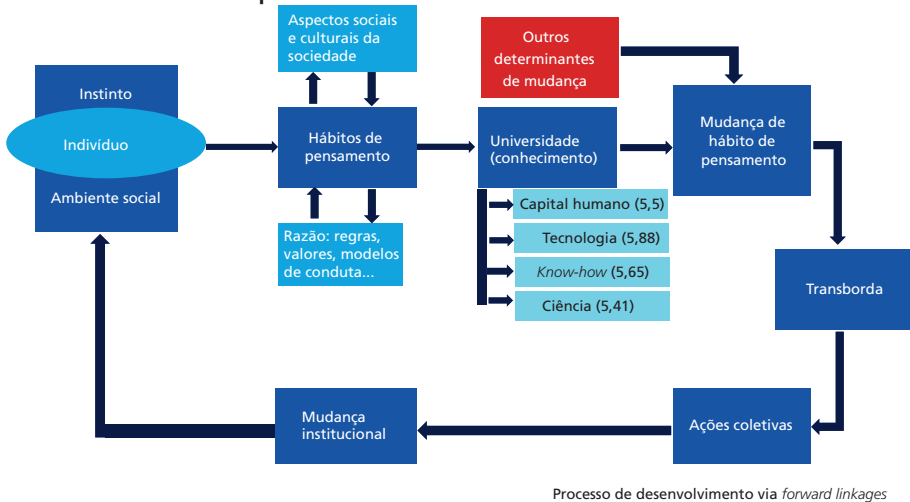 Aspectos sociais
e culturais da
sociedade
Outros
determinantes
de mudança
Instinto
Indivíduo
Ambiente social
Hábitos de
pensamento
Universidade
(conhecimento)
Mudança de
hábito de
pensamento
Razão: regras,
valores, modelos
de conduta...
Capital humano (5,5)
Tecnologia (5,88)
Know-how (5,65)
Ciência (5,41)
Transborda
Mudança
institucional
Ações coletivas
Processo de desenvolvimento via forward linkages